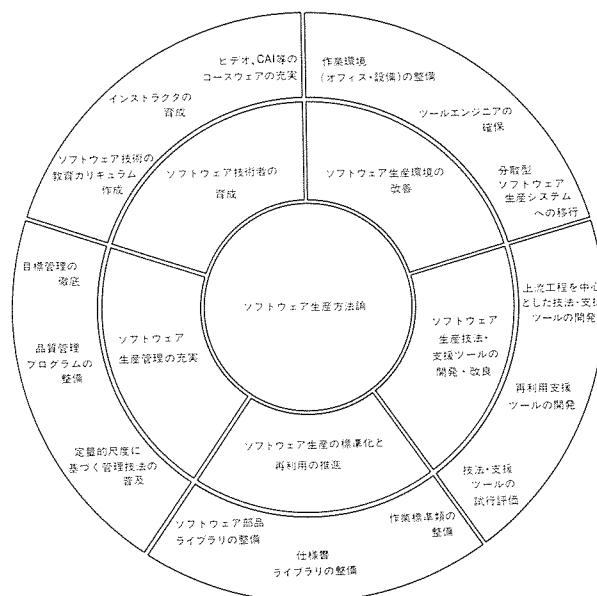 ビデオ、CAI等の
コースウェアの充実
インストラクタの
育成
ソフトウェア技術の
教育カリキュラム
作成
作業環境
(オフィス・設備)の整備
ツールエンジニアの
確保
分散型
ソフトウェア
生産システム
への移行
ソフトウェア技術者の
育成
ソフトウェア生産環境の
改善
目標管理の
徹底
品質管理
プログラムの
整備
定量的尺度に
基づく管理技法の
普及
ソフトウェア
生産管理の充実
ソフトウェア生産方法論
ソフトウェア
生産技法・
支援ツールの
開発・改良
上流工程を中心
とした技法・支援
ツールの開発
再利用支援
ツールの開発
技法・支援
ツールの
試行評価
ソフトウェア生産の標準化と
再利用の推進
ソフトウェア部品
ライブラリの整備
仕様書
ライブラリの整備
作業標準類の
整備